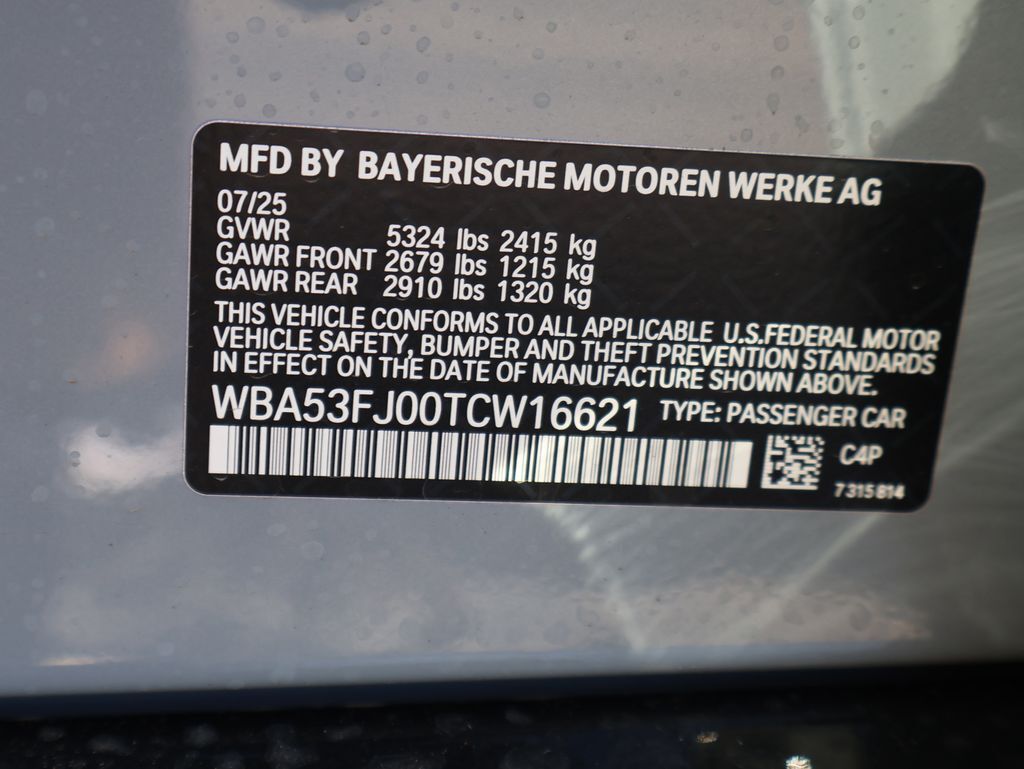 MFD BY BAYERISCHE MOTOREN WERKE AG
07/25
GVWR 5324 lbs 2415 kg
GAWR FRONT 2679 lbs 1215 kg
GAWR REAR 2910 lbs 1320 kg
THIS VEHICLE CONFORMS TO ALL APPLICABLE U.S.FEDERAL MOTOR
VEHICLE SAFETY, BUMPER AND THEFT PREVENTION STANDARDS
IN EFFECT ON THE DATE OF MANUFACTURE SHOWN ABOVE.
WBA53FJ00TCW16621 TYPE: PASSENGER CAR
C4P
7 315 814